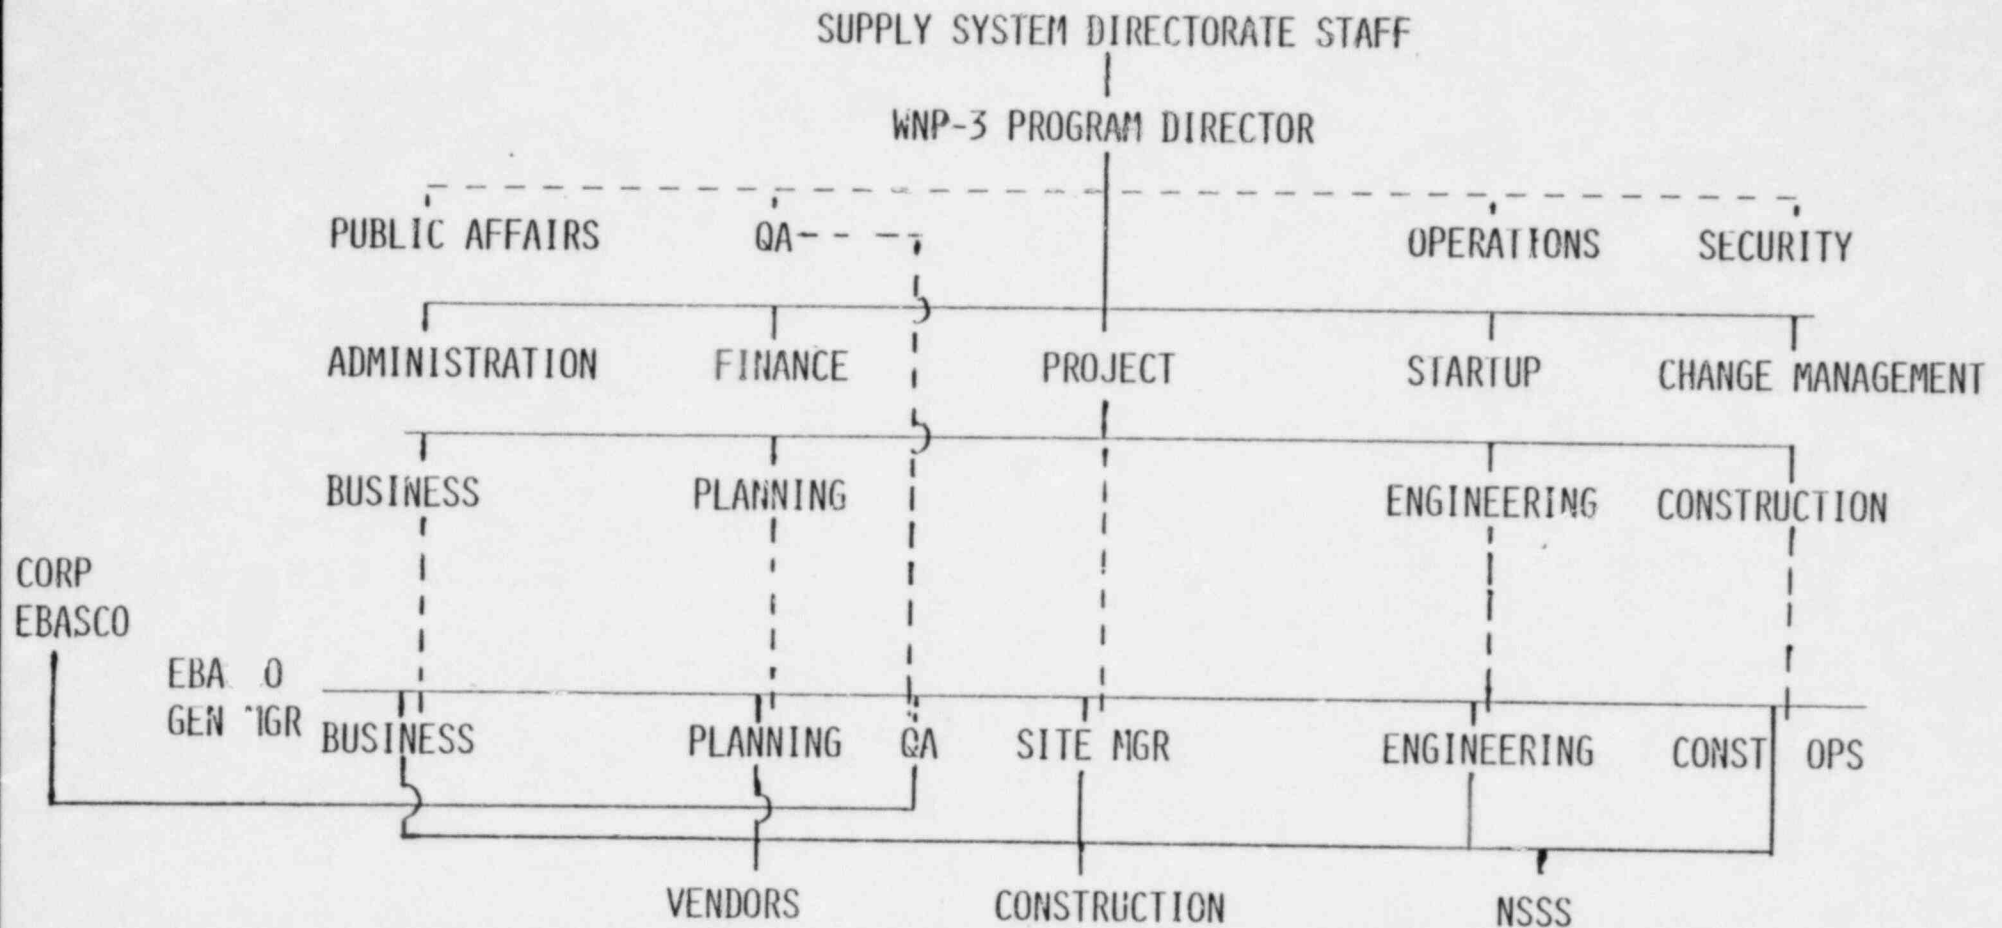 SUPPLY SYSTEM DIRECTORATE STAFF
WNP-3 PROGRAM DIRECTOR
PUBLIC AFFAIRS QA OPERATIONS SECURITY
ADMINISTRATION FINANCE PROJECT STARTUP CHANGE MANAGEMENT
BUSINESS PLANNING ENGINEERING CONSTRUCTION
CORP
EBASCO
GEN
BUSINESS PLANNING QA SITE MGR ENGINEERING CONST OPS
VENDORS CONSTRUCTION NSSS